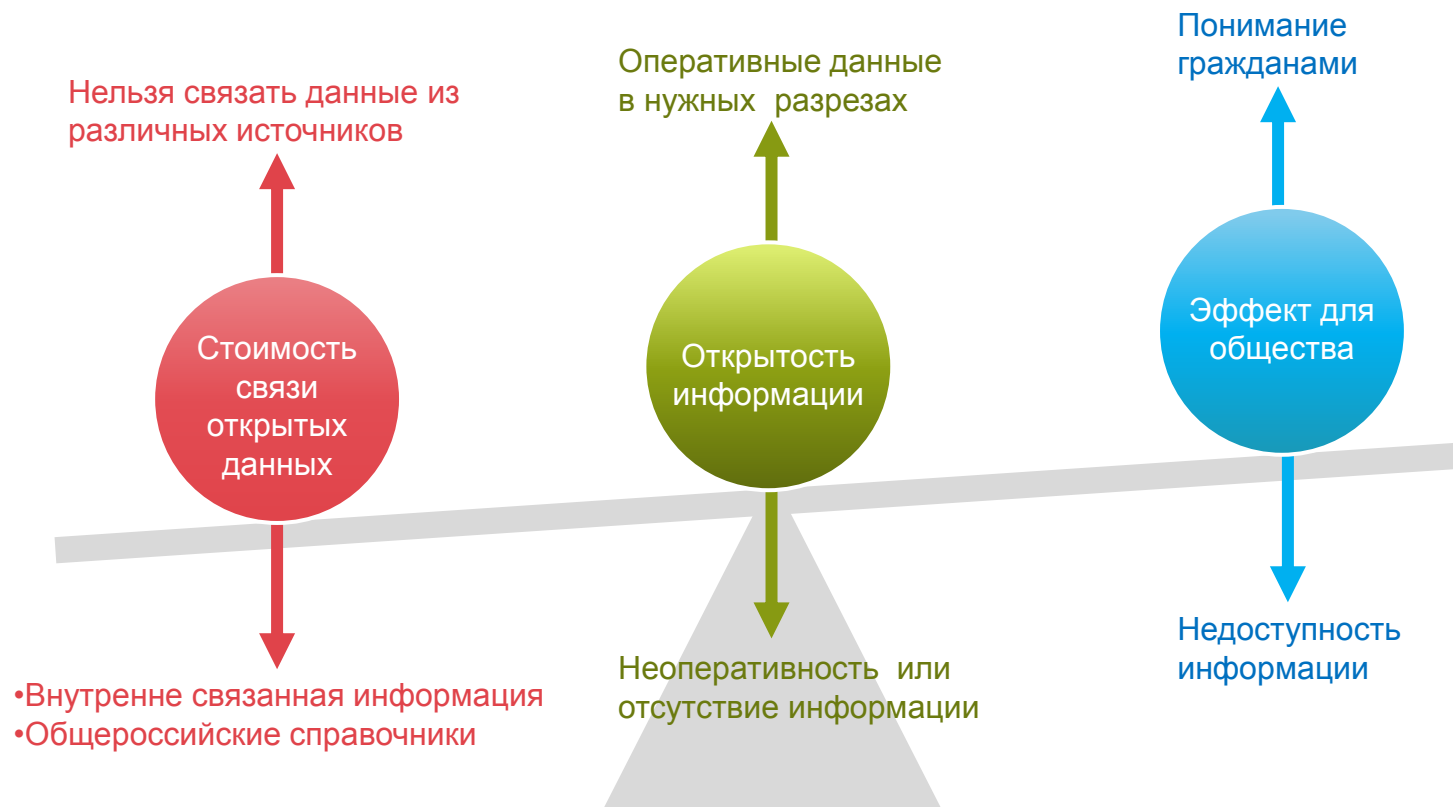 Нельзя связать данные из
различных источников
Стоимость
связи
открытых
данных
•Внутренне связанная информация
•Общероссийские справочники
Оперативные данные
в нужных разрезах
Открытость
информации
Неоперативность или
отсутствие информации
Понимание
гражданами
Эффект для
общества
Недоступность
информации